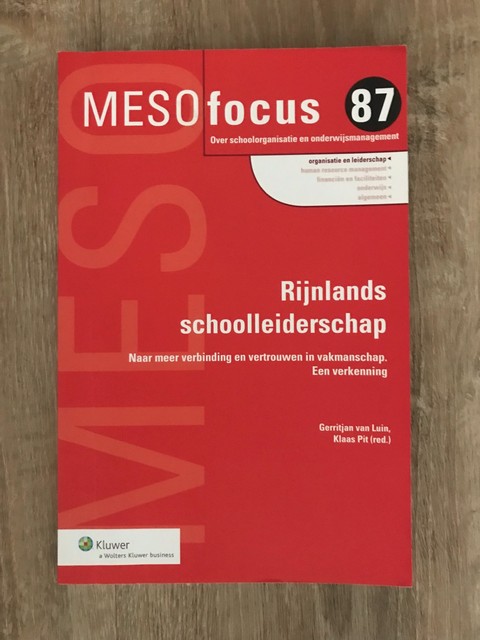 MESO
MESOfocus 87
Over schoolorganisatie en onderwijsmanagement
organisatie en leiderschap
human resource management
financiën en faciliteiten
onderwijs
algemeen
Rijnlands
schoolleiderschap
Naar meer verbinding en vertrouwen in vakmanschap.
Een verkenning
Gerritjan van Luin,
Klaas Pit (red.)
Kluwer
a Wolters Kluwer business